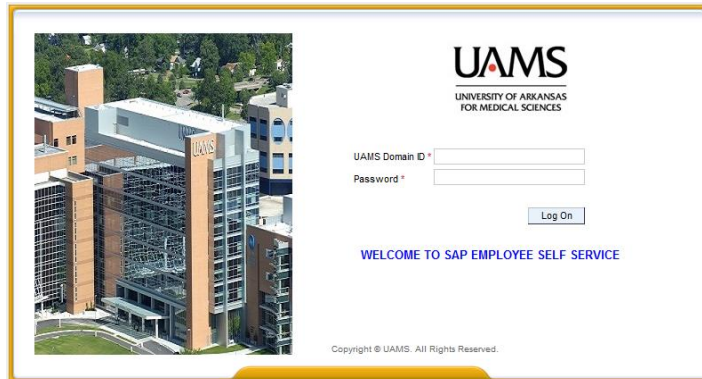 UAMS
UAMS
UNIVERSITY OF ARKANSAS
FOR MEDICAL SCIENCES
UAMS Domain ID *
Password *
Log On
WELCOME TO SAP EMPLOYEE SELF SERVICE
Copyright © UAMS. All Rights Reserved.